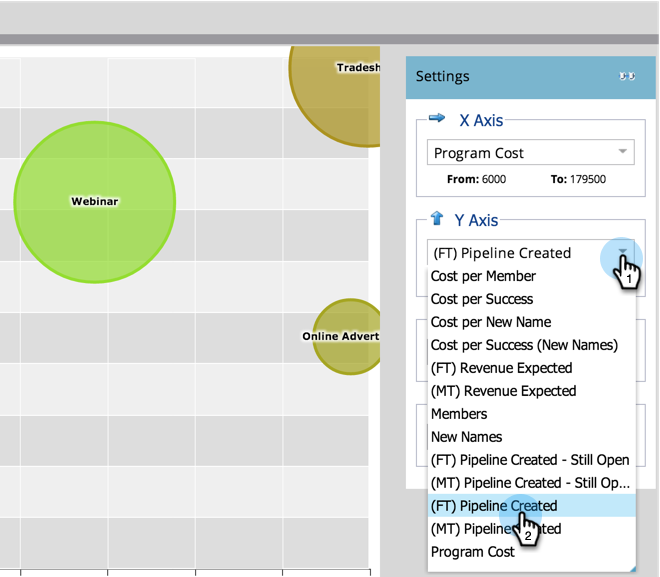 Settings
Tradesh
X Axis
Program Cost
From: 6000 To: 179500
Webinar
Y Axis
(FT) Pipeline Created
1
Cost per Member
Cost per Success
Cost per New Name
Online Advert
Cost per Success (New Names)
(FT) Revenue Expected
(MT) Revenue Expected
Members
New Names
(FT) Pipeline Created - Still Open
(MT) Pipeline Created - Still Op...
(FT) Pipeline Created
2
(MT) Pipeline Created
Program Cost